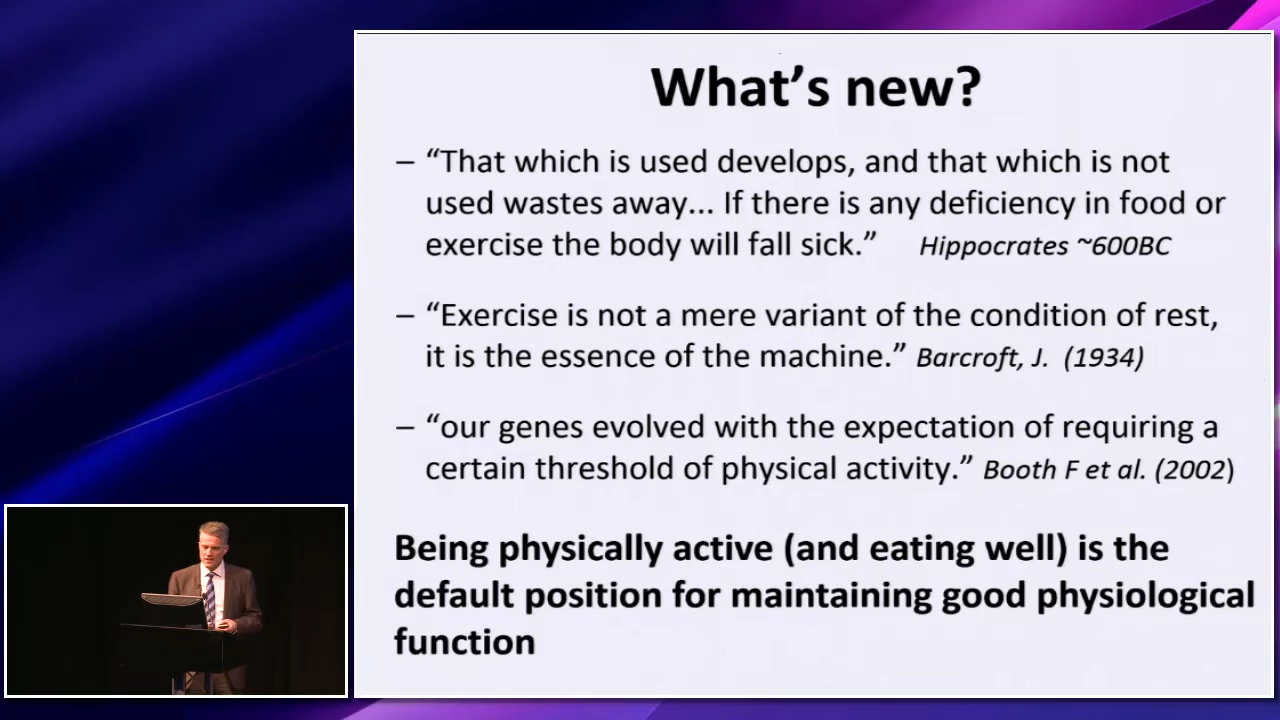 What’s new?
– “That which is used develops, and that which is not
used wastes away... If there is any deficiency in food or
exercise the body will fall sick.” Hippocrates ~600BC
– “Exercise is not a mere variant of the condition of rest,
it is the essence of the machine.” Barcroft, J. (1934)
– “our genes evolved with the expectation of requiring a
certain threshold of physical activity.” Booth F et al. (2002)
Being physically active (and eating well) is the
default position for maintaining good physiological
function